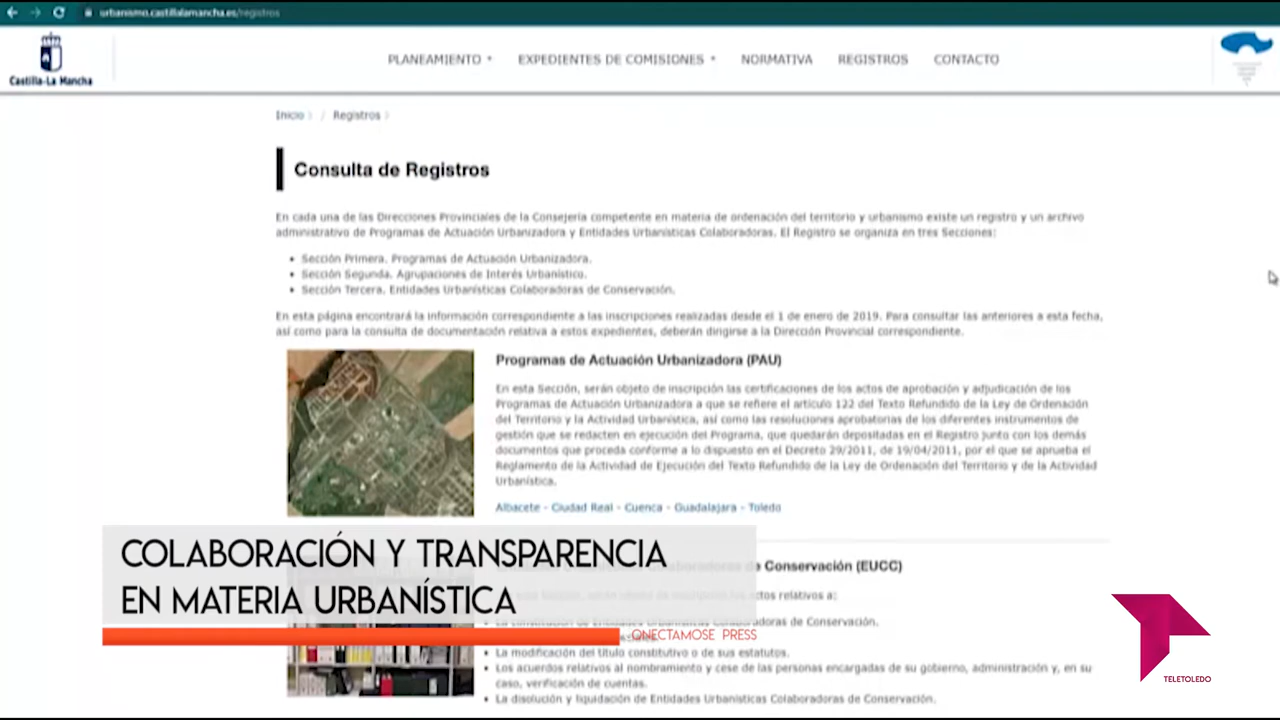 urbanismo.castillalamancha.es/registros
Castilla-La Mancha
PLANEAMIENTO
EXPEDIENTES DE COMISIONES
NORMATIVA
REGISTROS
CONTACTO
Inicio / Registros
Consulta de Registros
En cada una de las Direcciones Provinciales de la Consejería competente en materia de ordenación del territorio y urbanismo existe un registro y un archivo
administrativo de Programas de Actuación Urbanizadora y Entidades Urbanísticas Colaboradoras. El Registro se organiza en tres Secciones:
• Sección Primera. Programas de Actuación Urbanizadora.
• Sección Segunda. Agrupaciones de Interés Urbanístico.
• Sección Tercera. Entidades Urbanísticas Colaboradoras de Conservación.
En esta página encontrará la información correspondiente a las inscripciones realizadas desde el 1 de enero de 2019. Para consultar las anteriores a esta fecha,
así como para la consulta de documentación relativa a estos expedientes, deberán dirigirse a la Dirección Provincial correspondiente.
Programas de Actuación Urbanizadora (PAU)
En esta Sección, serán objeto de inscripción las certificaciones de los actos de aprobación y adjudicación de los
Programas de Actuación Urbanizadora a que se refiere el artículo 122 del Texto Refundido de la Ley de Ordenación
del Territorio y la Actividad Urbanística, así como las resoluciones aprobatorias de los diferentes instrumentos de
gestión que se redacten en ejecución del Programa, que quedarán depositadas en el Registro junto con los demás
documentos que proceda conforme a lo dispuesto en el Decreto 29/2011, de 19/04/2011, por el que se aprueba el
Reglamento de la Actividad de Ejecución del Texto Refundido de la Ley de Ordenación del Territorio y de la Actividad
Urbanística.
Albacete - Ciudad Real - Cuenca - Guadalajara - Toledo
Conservación (EUCC)
actos relativos a:
• La constitución de Entidades Urbanísticas Colaboradoras de Conservación.
• La modificación del título constitutivo o de sus estatutos.
• Los acuerdos relativos al nombramiento y cese de las personas encargadas de su gobierno, administración y, en su
caso, verificación de cuentas.
• La disolución y liquidación de Entidades Urbanísticas Colaboradoras de Conservación.
COLABORACIÓN Y TRANSPARENCIA
EN MATERIA URBANÍSTICA
ONECTAMOSE PRESS
TELETOLEDO